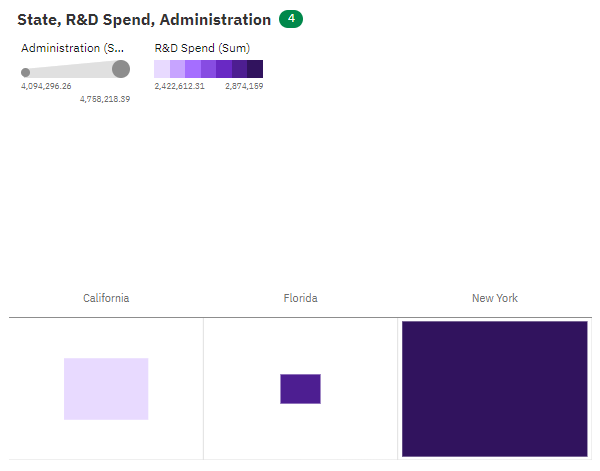 State, R&D Spend, Administration 4
Administration (S... R&D Spend (Sum)
4,094,296.26 2,422,612.31 2,874,159
4,758,218.39
California Florida New York